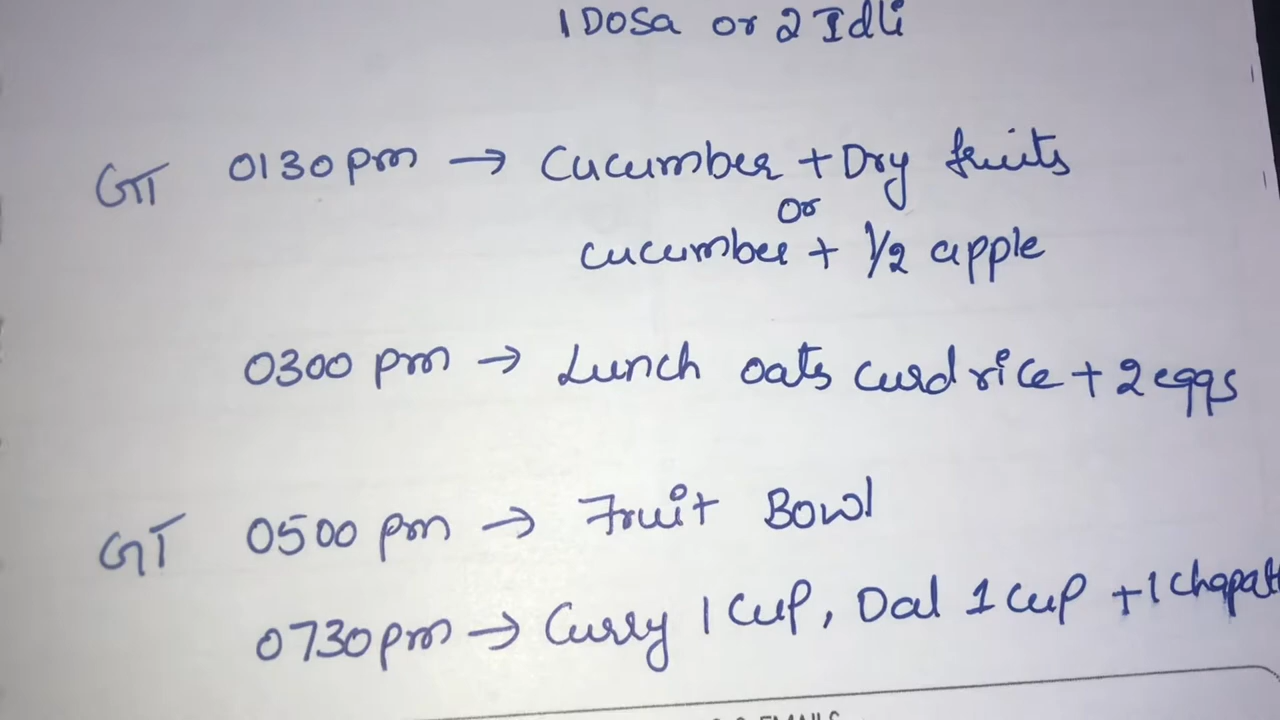 1 Dosa or 2 Idli
GT 0130 pm → Cucumber + Dry fruits
or
cucumber + 1/2 apple
0300 pm → Lunch oats curd rice + 2 eggs
GT 0500 pm → Fruit Bowl
0730 pm → Curry 1 Cup, Dal 1 cup + 1 Chapat